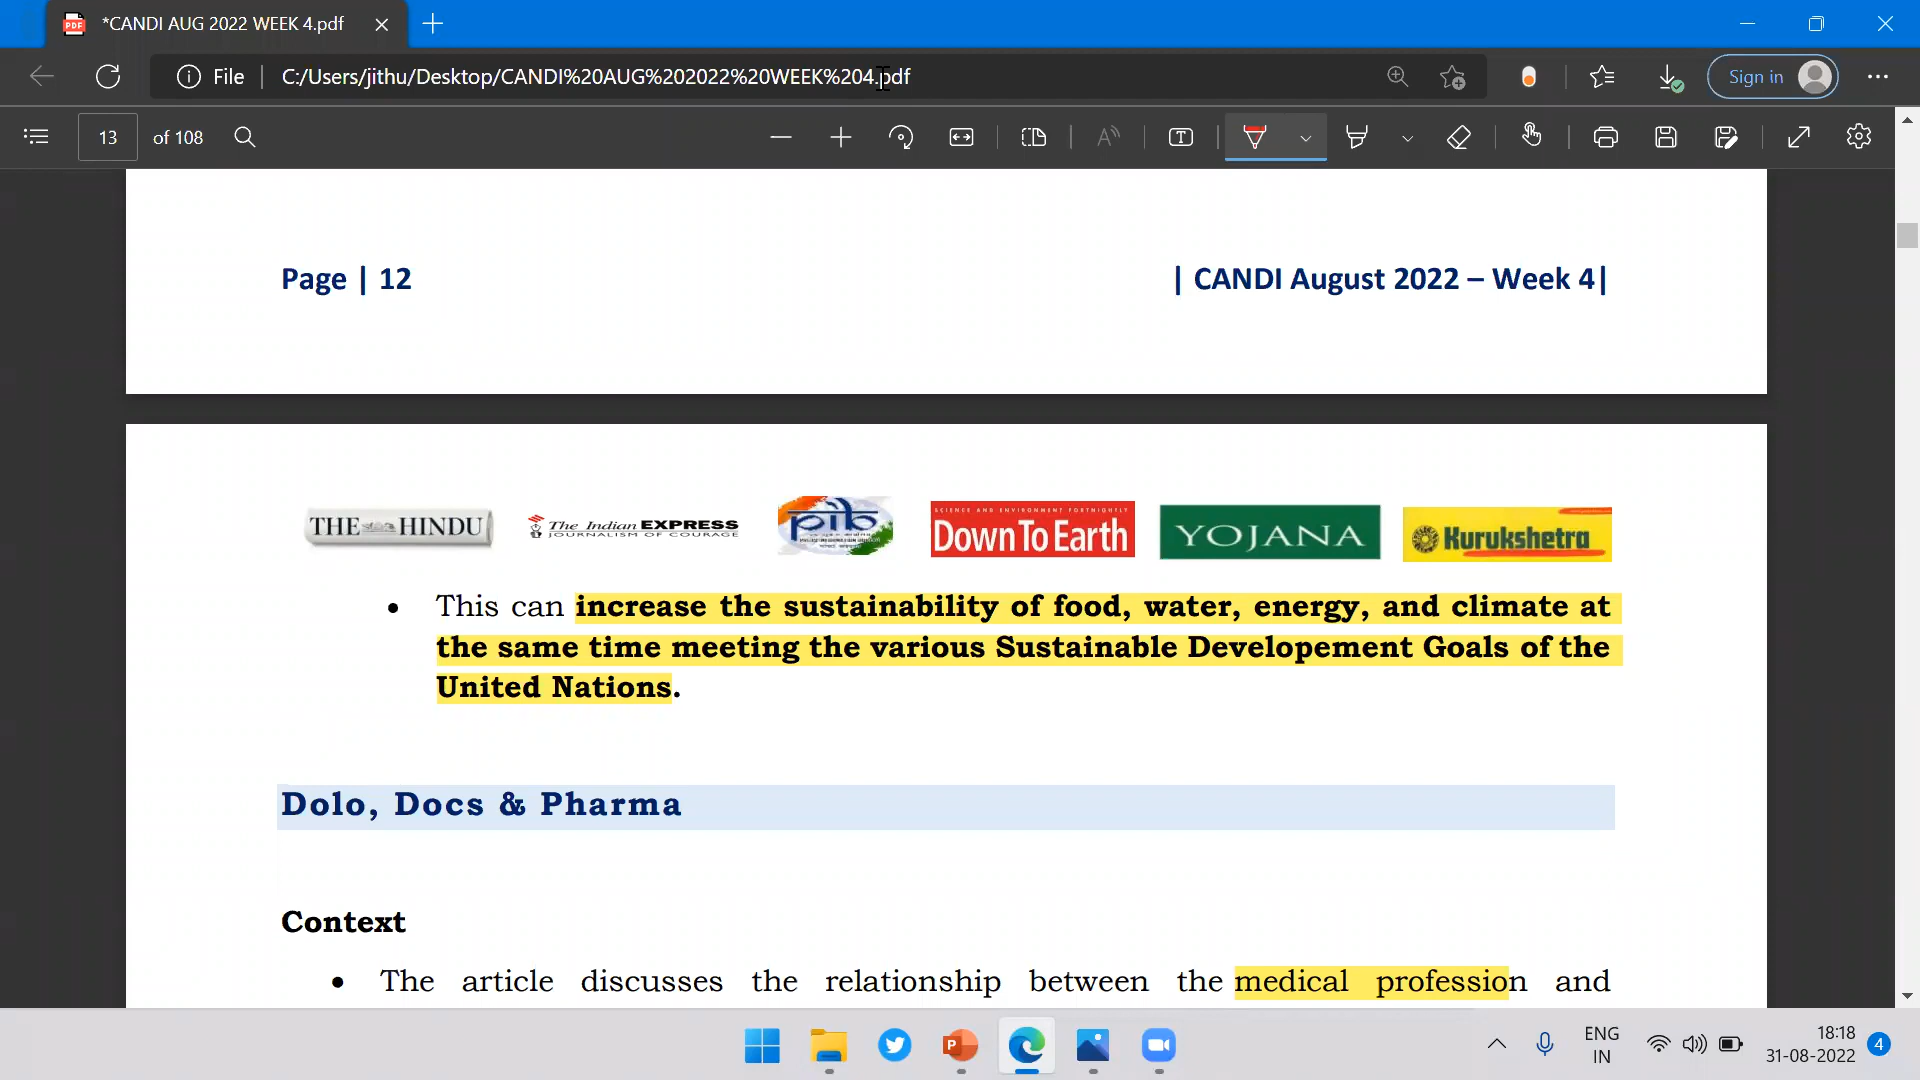 *CANDI AUG 2022 WEEK 4.pdf
File
C:/Users/jithu/Desktop/CANDI%20AUG%202022%20WEEK%204.pdf
Sign in
13 of 108
Page | 12
| CANDI August 2022 – Week 4|
THE HINDU
The Indian EXPRESS
JOURNALISM OF COURAGE
pib
SCIENCE AND ENVIRONMENT FORTNIGHTLY
Down To Earth
YOJANA
Kurukshetra
• This can increase the sustainability of food, water, energy, and climate at
the same time meeting the various Sustainable Developement Goals of the
United Nations.
Dolo, Docs & Pharma
Context
• The article discusses the relationship between the medical profession and
ENG
IN
18:18
31-08-2022
4